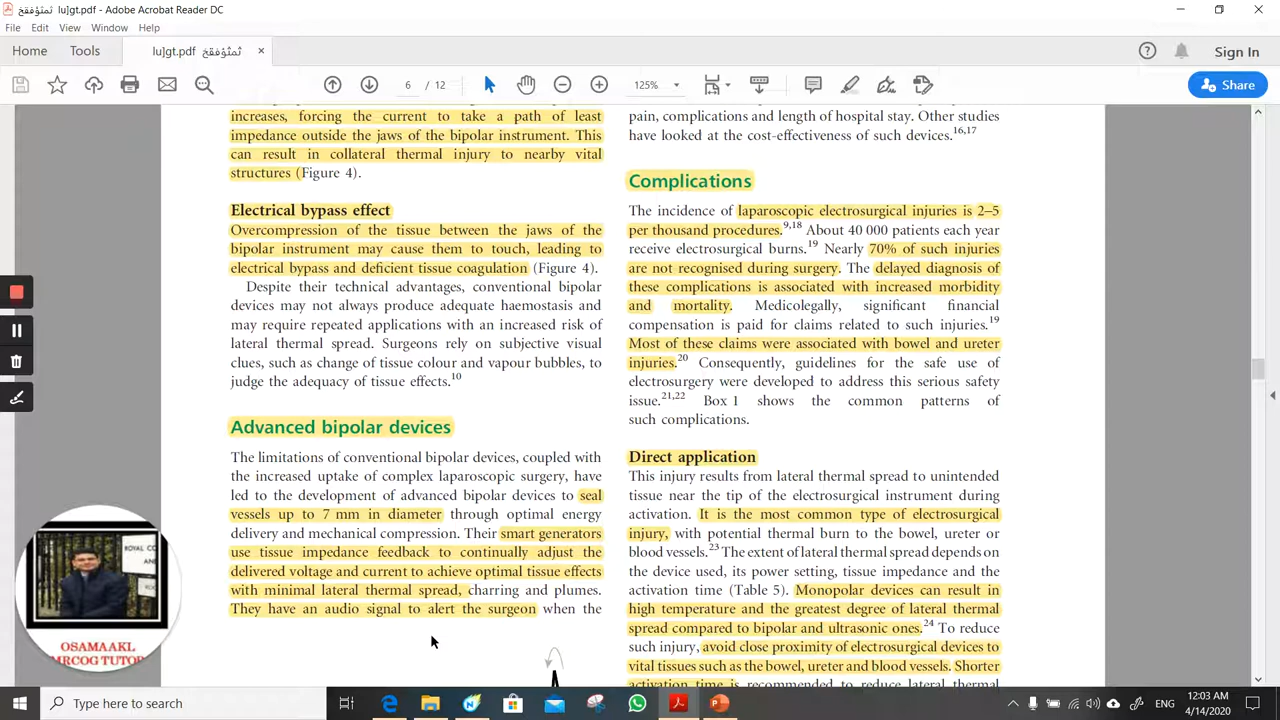 ثمثؤفقخ lu]gt.pdf - Adobe Acrobat Reader DC
File Edit View Window Help
Home Tools
lu]gt.pdf ثمثؤفقخ ×
Sign In
6 / 12
125%
Share
increases, forcing the current to take a path of least
impedance outside the jaws of the bipolar instrument. This
can result in collateral thermal injury to nearby vital
structures (Figure 4).
Electrical bypass effect
Overcompression of the tissue between the jaws of the
bipolar instrument may cause them to touch, leading to
electrical bypass and deficient tissue coagulation (Figure 4).
Despite their technical advantages, conventional bipolar
devices may not always produce adequate haemostasis and
may require repeated applications with an increased risk of
lateral thermal spread. Surgeons rely on subjective visual
clues, such as change of tissue colour and vapour bubbles, to
judge the adequacy of tissue effects.10
Advanced bipolar devices
The limitations of conventional bipolar devices, coupled with
the increased uptake of complex laparoscopic surgery, have
led to the development of advanced bipolar devices to seal
vessels up to 7 mm in diameter through optimal energy
delivery and mechanical compression. Their smart generators
use tissue impedance feedback to continually adjust the
delivered voltage and current to achieve optimal tissue effects
with minimal lateral thermal spread, charring and plumes.
They have an audio signal to alert the surgeon when the
pain, complications and length of hospital stay. Other studies
have looked at the cost-effectiveness of such devices.16,17
Complications
The incidence of laparoscopic electrosurgical injuries is 2–5
per thousand procedures.9,18 About 40 000 patients each year
receive electrosurgical burns.19 Nearly 70% of such injuries
are not recognised during surgery. The delayed diagnosis of
these complications is associated with increased morbidity
and mortality. Medicolegally, significant financial
compensation is paid for claims related to such injuries.19
Most of these claims were associated with bowel and ureter
injuries.20 Consequently, guidelines for the safe use of
electrosurgery were developed to address this serious safety
issue.21,22 Box 1 shows the common patterns of
such complications.
Direct application
This injury results from lateral thermal spread to unintended
tissue near the tip of the electrosurgical instrument during
activation. It is the most common type of electrosurgical
injury, with potential thermal burn to the bowel, ureter or
blood vessels.23 The extent of lateral thermal spread depends on
the device used, its power setting, tissue impedance and the
activation time (Table 5). Monopolar devices can result in
high temperature and the greatest degree of lateral thermal
spread compared to bipolar and ultrasonic ones.24 To reduce
such injury, avoid close proximity of electrosurgical devices to
vital tissues such as the bowel, ureter and blood vessels. Shorter
activation time is recommended to reduce lateral thermal
ROYAL CO
AN
OSAMA AKL
MRCOG TUTOR
Type here to search
ENG
12:03 AM
4/14/2020